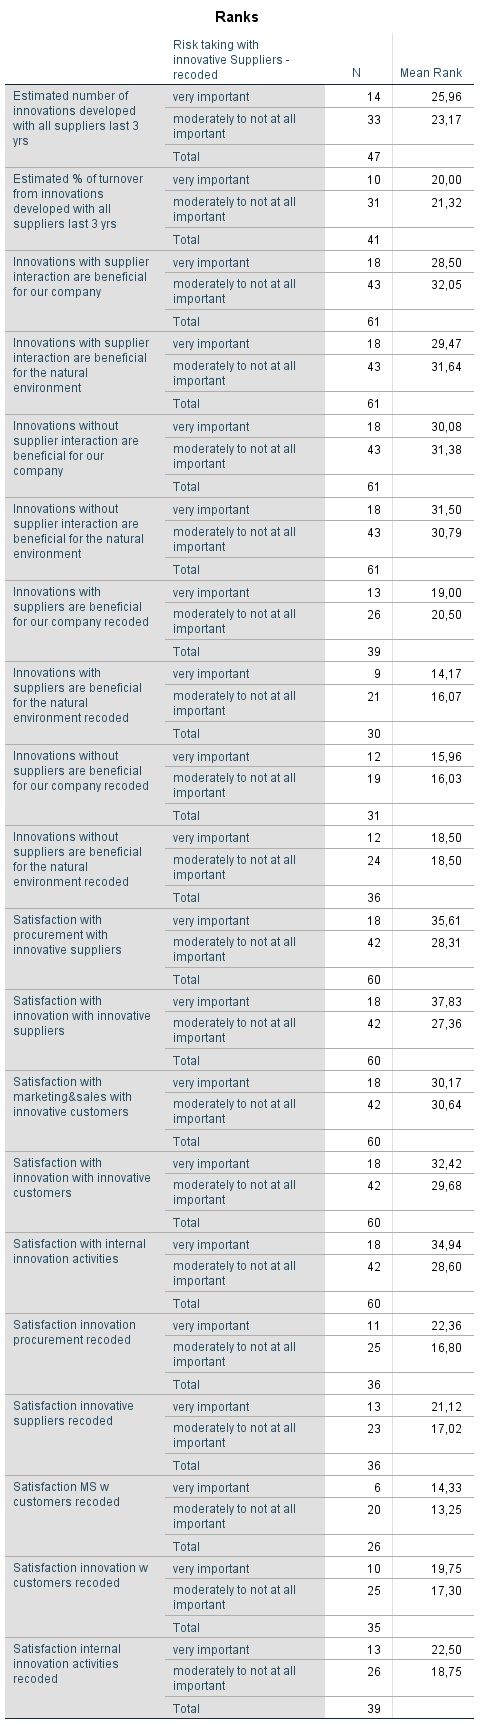 Ranks
Risk taking with
innovative Suppliers -
recoded
N
Mean Rank
Estimated number of
innovations developed
with all suppliers last 3
yrs
very important 14 25,96
moderately to not at all
important
33 23,17
Total 47
Estimated % of turnover
from innovations
developed with all
suppliers last 3 yrs
very important 10 20,00
moderately to not at all
important
31 21,32
Total 41
Innovations with supplier
interaction are beneficial
for our company
very important 18 28,50
moderately to not at all
important
43 32,05
Total 61
Innovations with supplier
interaction are beneficial
for the natural
environment
very important 18 29,47
moderately to not at all
important
43 31,64
Total 61
Innovations without
supplier interaction are
beneficial for our
company
very important 18 30,08
moderately to not at all
important
43 31,38
Total 61
Innovations without
supplier interaction are
beneficial for the natural
environment
very important 18 31,50
moderately to not at all
important
43 30,79
Total 61
Innovations with
suppliers are beneficial
for our company recoded
very important 13 19,00
moderately to not at all
important
26 20,50
Total 39
Innovations with
suppliers are beneficial
for the natural
environment recoded
very important 9 14,17
moderately to not at all
important
21 16,07
Total 30
Innovations without
suppliers are beneficial
for our company recoded
very important 12 15,96
moderately to not at all
important
19 16,03
Total 31
Innovations without
suppliers are beneficial
for the natural
environment recoded
very important 12 18,50
moderately to not at all
important
24 18,50
Total 36
Satisfaction with
procurement with
innovative suppliers
very important 18 35,61
moderately to not at all
important
42 28,31
Total 60
Satisfaction with
innovation with innovative
suppliers
very important 18 37,83
moderately to not at all
important
42 27,36
Total 60
Satisfaction with
marketing&sales with
innovative customers
very important 18 30,17
moderately to not at all
important
42 30,64
Total 60
Satisfaction with
innovation with innovative
customers
very important 18 32,42
moderately to not at all
important
42 29,68
Total 60
Satisfaction with internal
innovation activities
very important 18 34,94
moderately to not at all
important
42 28,60
Total 60
Satisfaction innovation
procurement recoded
very important 11 22,36
moderately to not at all
important
25 16,80
Total 36
Satisfaction innovative
suppliers recoded
very important 13 21,12
moderately to not at all
important
23 17,02
Total 36
Satisfaction MS w
customers recoded
very important 6 14,33
moderately to not at all
important
20 13,25
Total 26
Satisfaction innovation w
customers recoded
very important 10 19,75
moderately to not at all
important
25 17,30
Total 35
Satisfaction internal
innovation activities
recoded
very important 13 22,50
moderately to not at all
important
26 18,75
Total 39